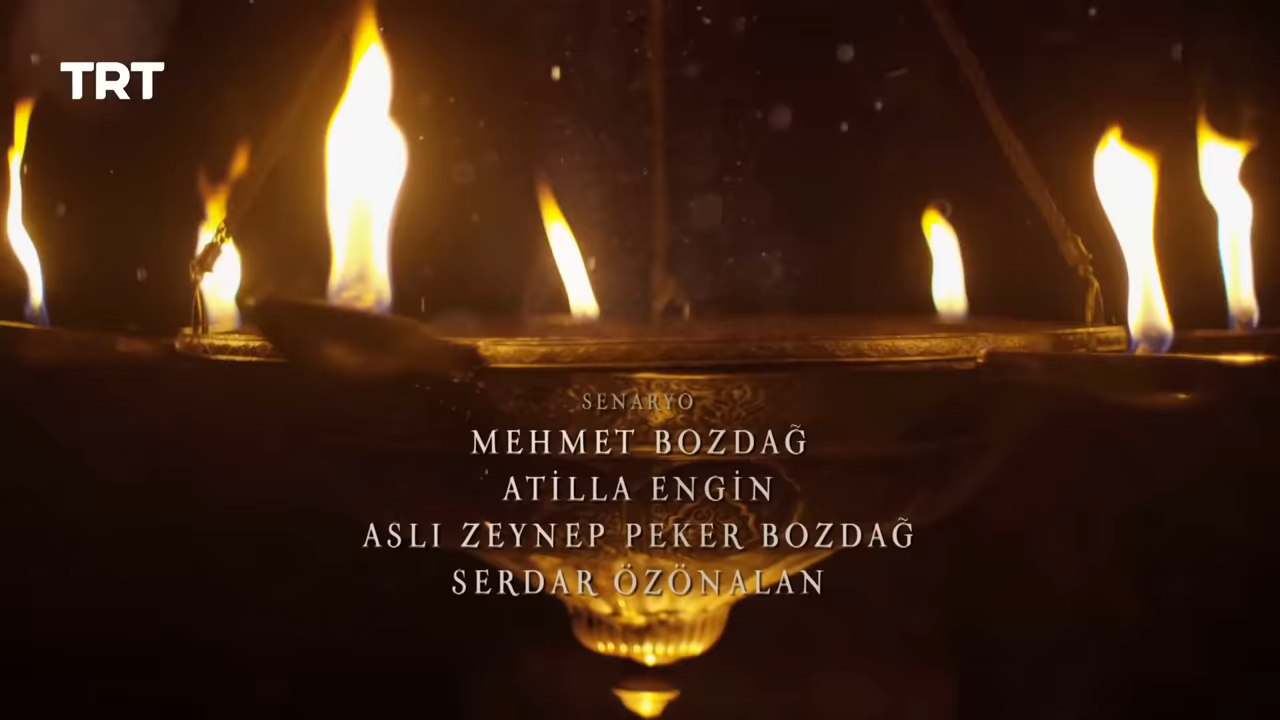 TRT
SENARYO
MEHMET BOZDAĞ
ATİLLA ENGİN
ASLI ZEYNEP PEKER BOZDAĞ
SERDAR ÖZÖNALAN